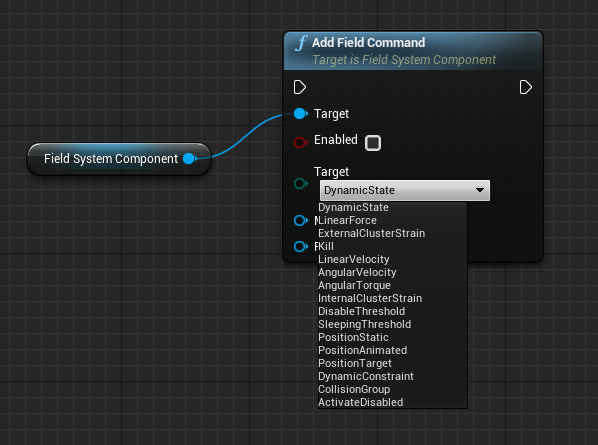 Add Field Command
Target is Field System Component
Target
Field System Component
Enabled
Target
DynamicState
DynamicState
LinearForce
ExternalClusterStrain
Kill
LinearVelocity
AngularVelocity
AngularTorque
InternalClusterStrain
DisableThreshold
SleepingThreshold
PositionStatic
PositionAnimated
PositionTarget
DynamicConstraint
CollisionGroup
ActivateDisabled